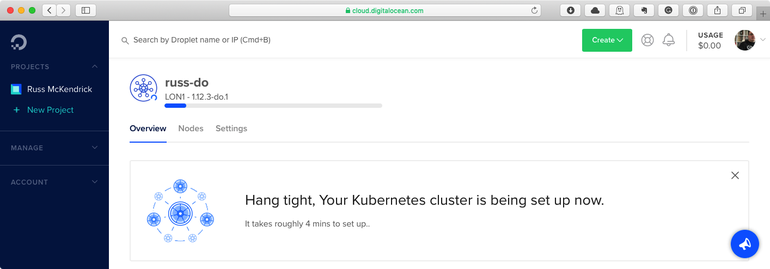 cloud.digitalocean.com
Search by Droplet name or IP (Cmd+B)
Create
USAGE
$0.00
PROJECTS
Russ McKendrick
+ New Project
MANAGE
ACCOUNT
russ-do
LON1 - 1.12.3-do.1
Overview
Nodes
Settings
Hang tight, Your Kubernetes cluster is being set up now.
It takes roughly 4 mins to set up..